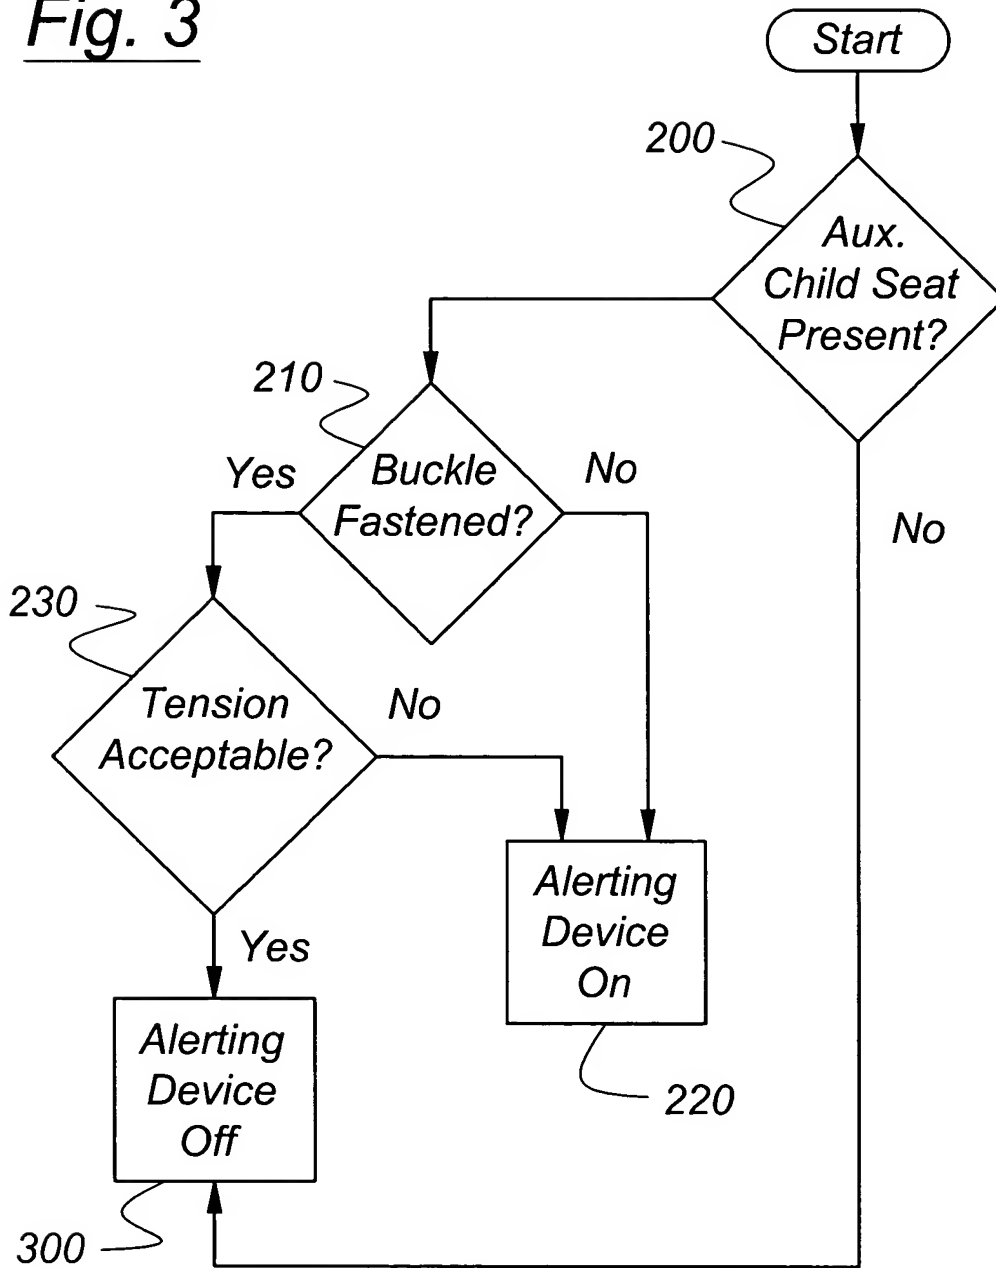 Fig. 3
Start
200
Aux.
Child Seat
Present?
210
Yes
Buckle
Fastened?
No
No
230
Tension
Acceptable?
No
Yes
Alerting
Device
On
220
Alerting
Device
Off
300